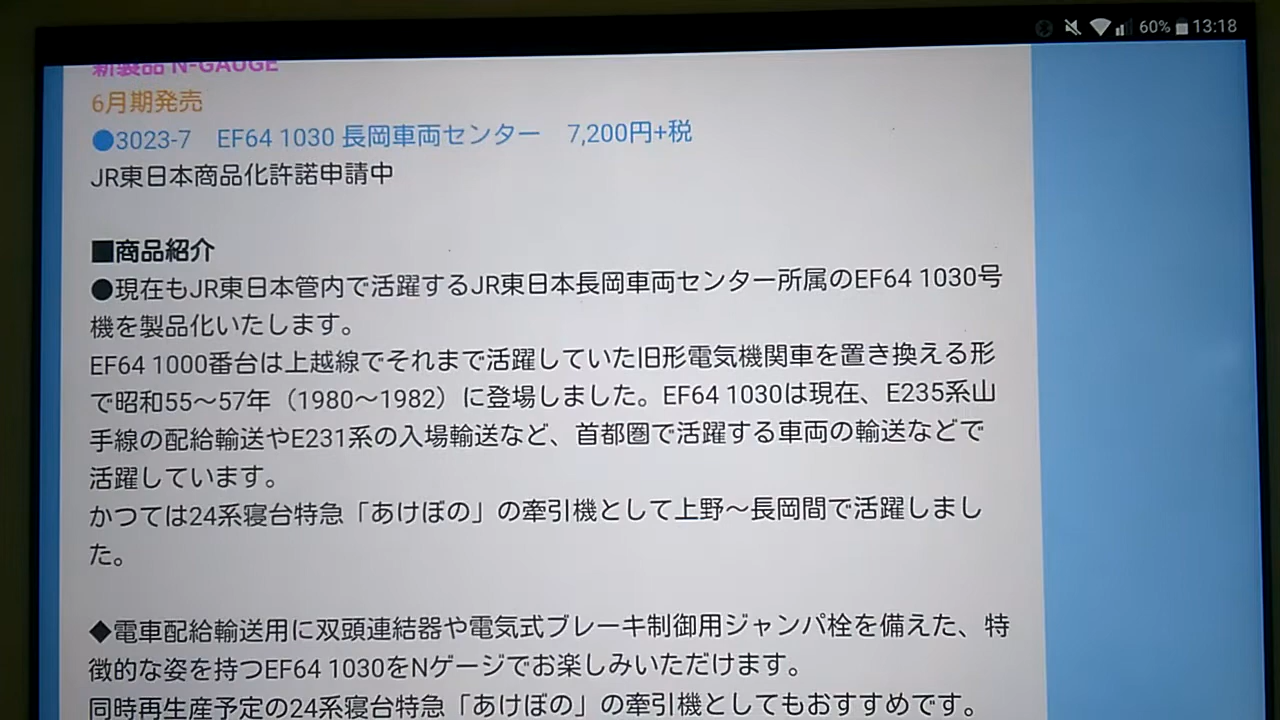 60% 13:18
新製品 N-GAUGE
6月期発売
●3023-7 EF64 1030 長岡車両センター 7,200円+税
JR東日本商品化許諾申請中
■商品紹介
●現在もJR東日本管内で活躍するJR東日本長岡車両センター所属のEF64 1030号
機を製品化いたします。
EF64 1000番台は上越線でそれまで活躍していた旧形電気機関車を置き換える形
で昭和55～57年（1980～1982）に登場しました。EF64 1030は現在、E235系山
手線の配給輸送やE231系の入場輸送など、首都圏で活躍する車両の輸送などで
活躍しています。
かつては24系寝台特急「あけぼの」の牽引機として上野～長岡間で活躍しまし
た。
◆電車配給輸送用に双頭連結器や電気式ブレーキ制御用ジャンパ栓を備えた、特
徴的な姿を持つEF64 1030をNゲージでお楽しみいただけます。
同時再生産予定の24系寝台特急「あけぼの」の牽引機としてもおすすめです。